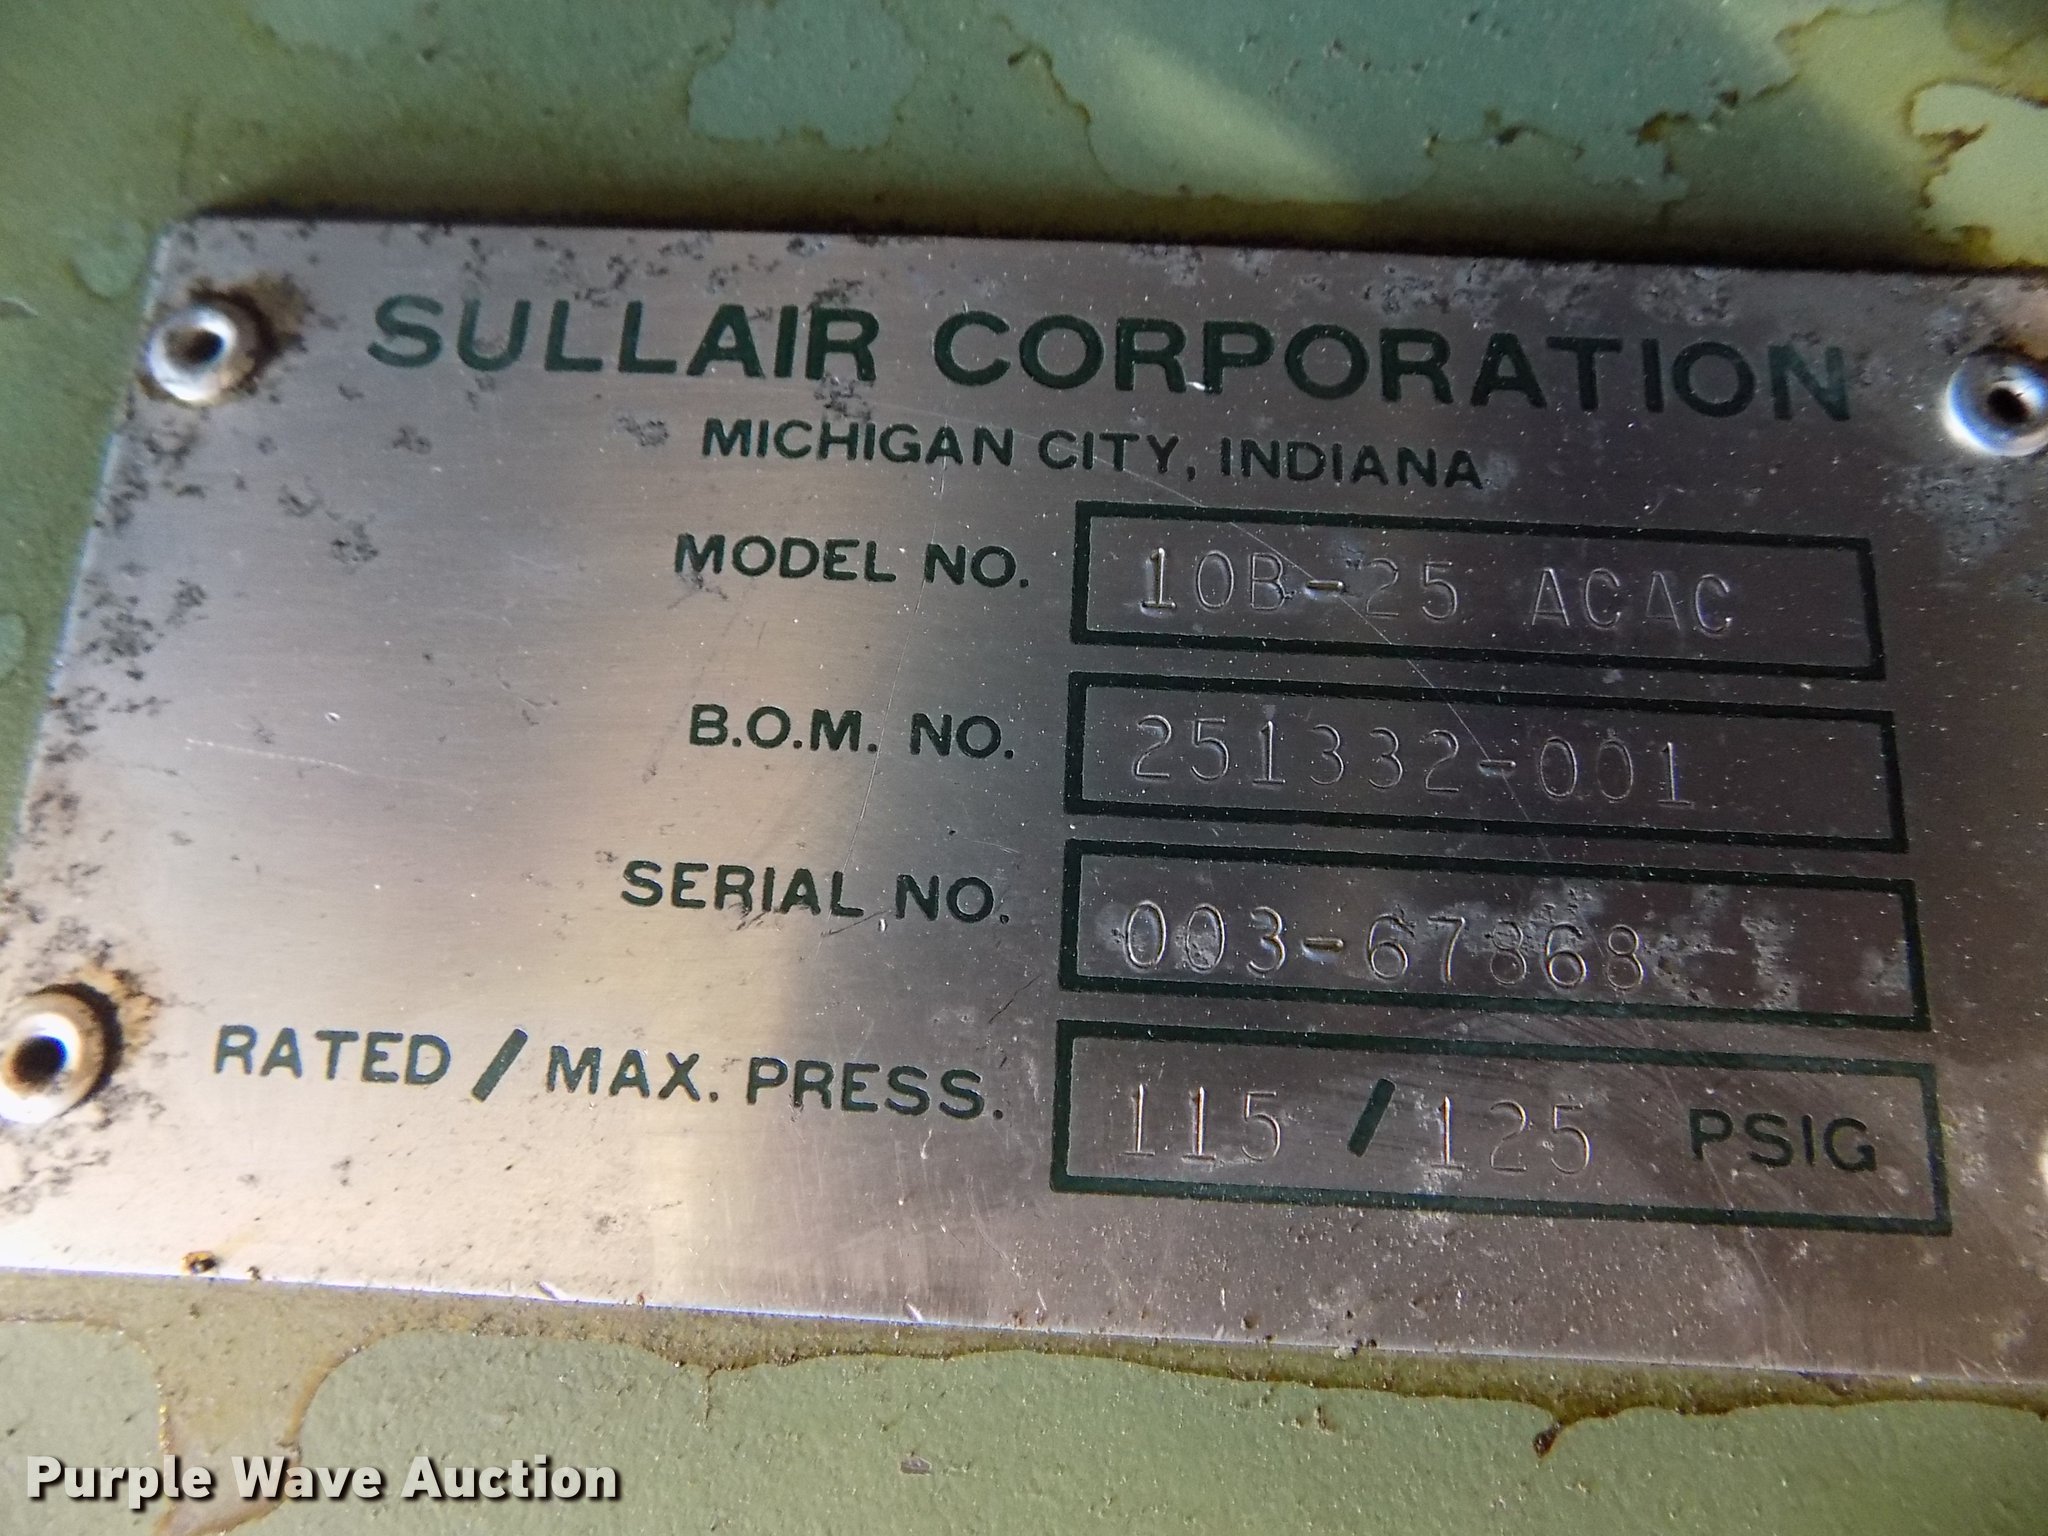 SULLAIR CORPORATION
MICHIGAN CITY, INDIANA
MODEL NO. 10B-25 ACAC
B.O.M. NO. 251332-001
SERIAL NO. 003-67868
RATED / MAX. PRESS. 115 / 125 PSIG
Purple Wave Auction